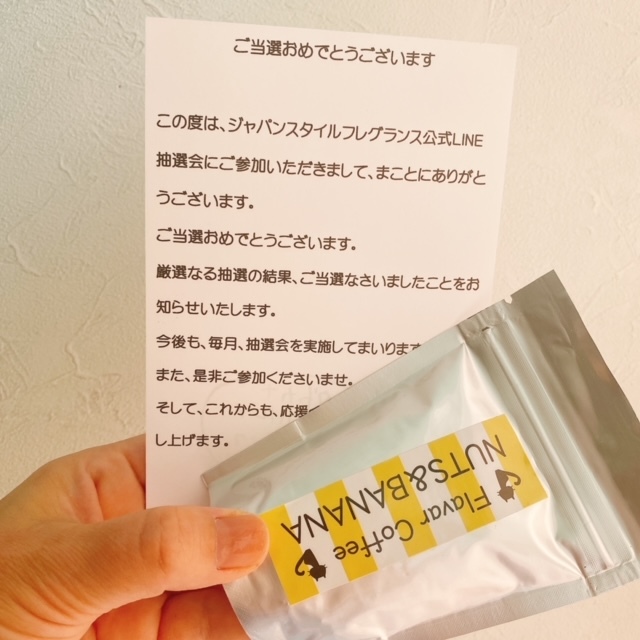 ご当選おめでとうございます
この度は、ジャパンスタイルフレグランス公式LINE
抽選会にご参加いただきまして、まことにありがと
うございます。
ご当選おめでとうございます。
厳選なる抽選の結果、ご当選なさいましたことをお
知らせいたします。
今後も、毎月、抽選会を実施してまいります
また、是非ご参加くださいませ。
そして、これからも、応援
し上げます。
Flavar Coffee
NUTS&BANANA